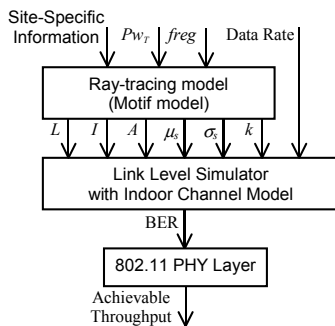 Site-Specific
Information
Pw_T
freg
Data Rate
Ray-tracing model
(Motif model)
L
I
A
μ_s
σ_s
k
Link Level Simulator
with Indoor Channel Model
BER
802.11 PHY Layer
Achievable
Throughput